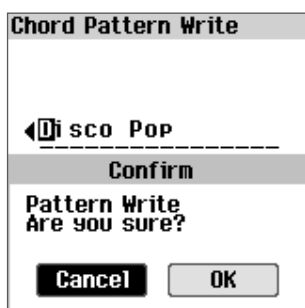 Chord Pattern Write
Disco Pop
Confirm
Pattern Write
Are you sure?
Cancel OK